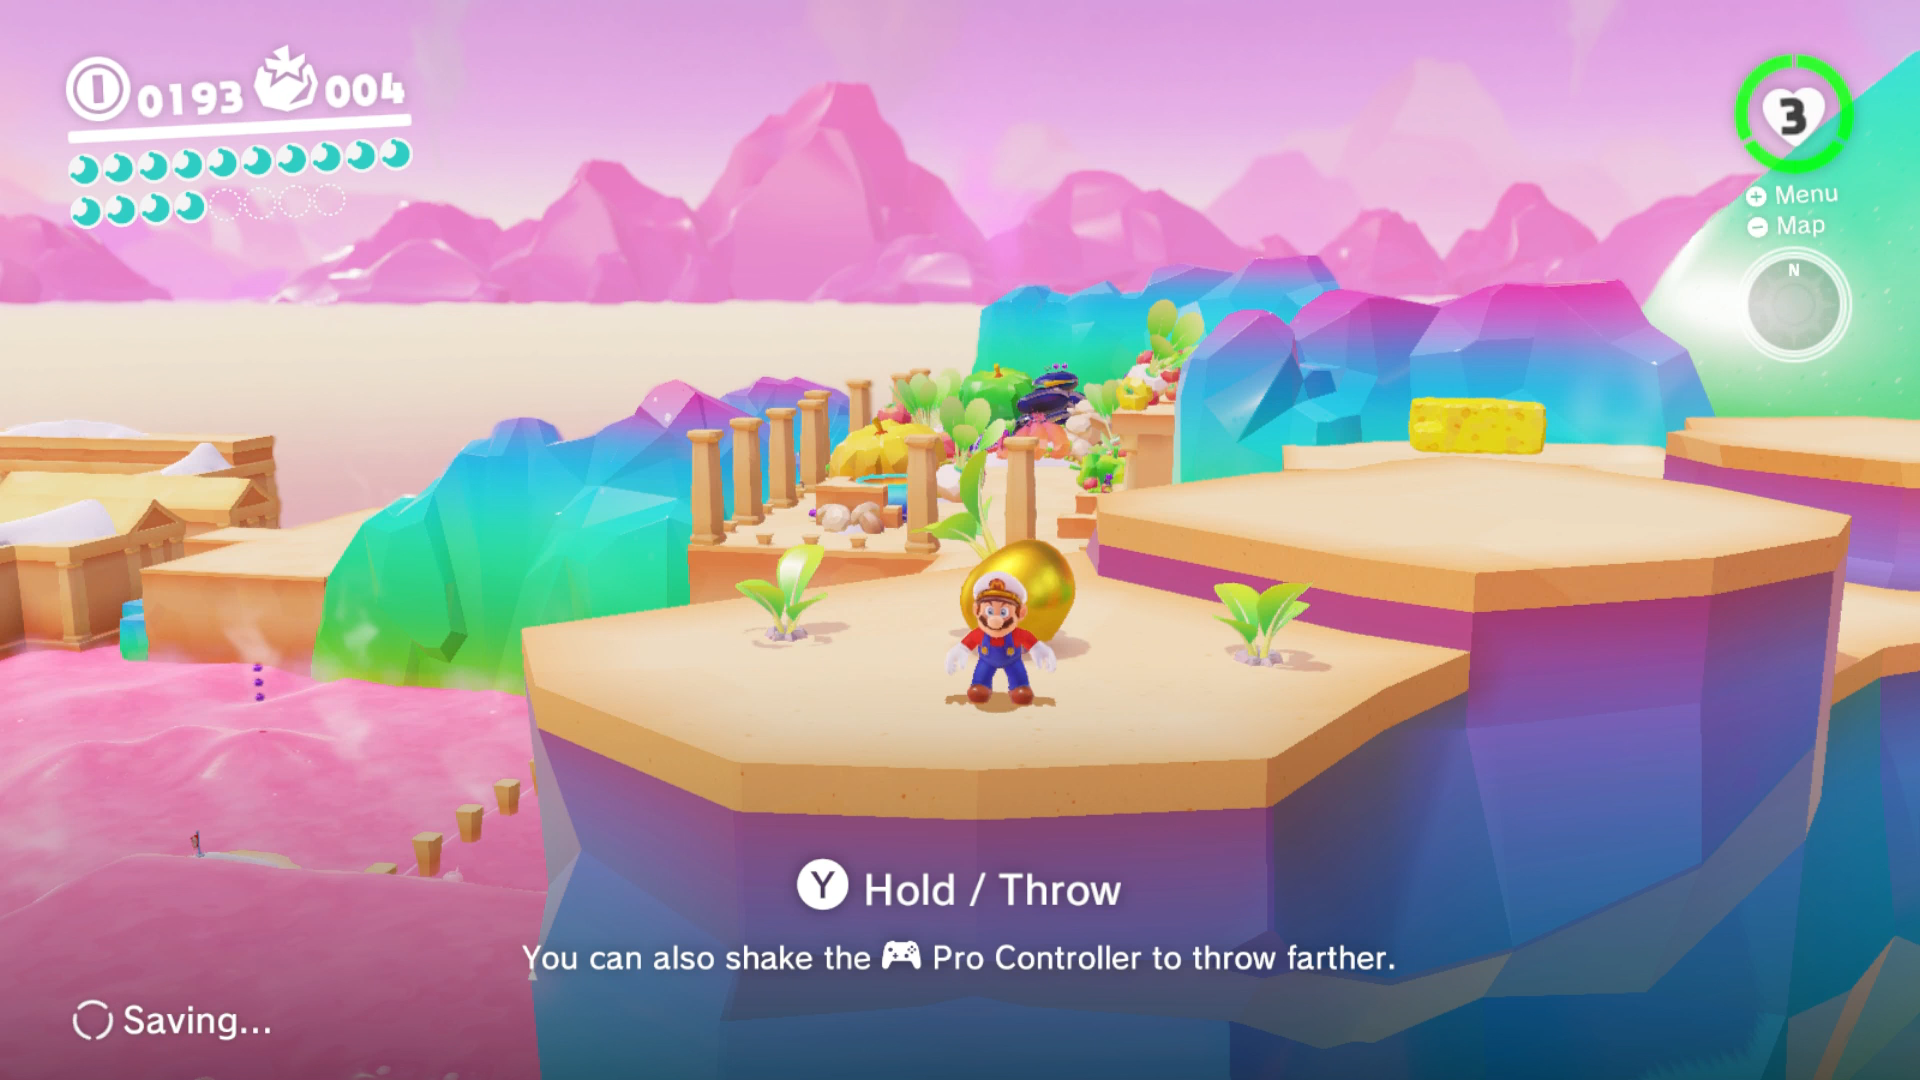 0193 004
3
Menu
Map
N
Y Hold / Throw
You can also shake the Pro Controller to throw farther.
Saving...